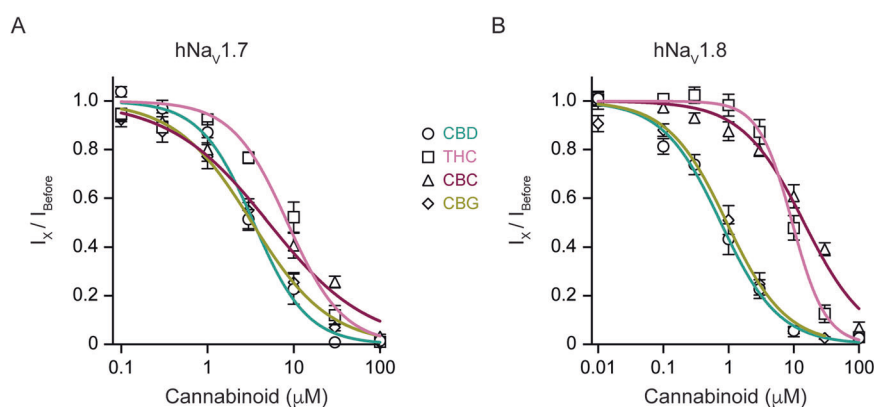 A
hNaV1.7
1.0
0.8
0.6
0.4
0.2
0
IX / IBefore
0.1
1
10
100
Cannabinoid (μM)
CBD
THC
CBC
CBG
B
hNaV1.8
1.0
0.8
0.6
0.4
0.2
0
IX / IBefore
0.01
0.1
1
10
100
Cannabinoid (μM)